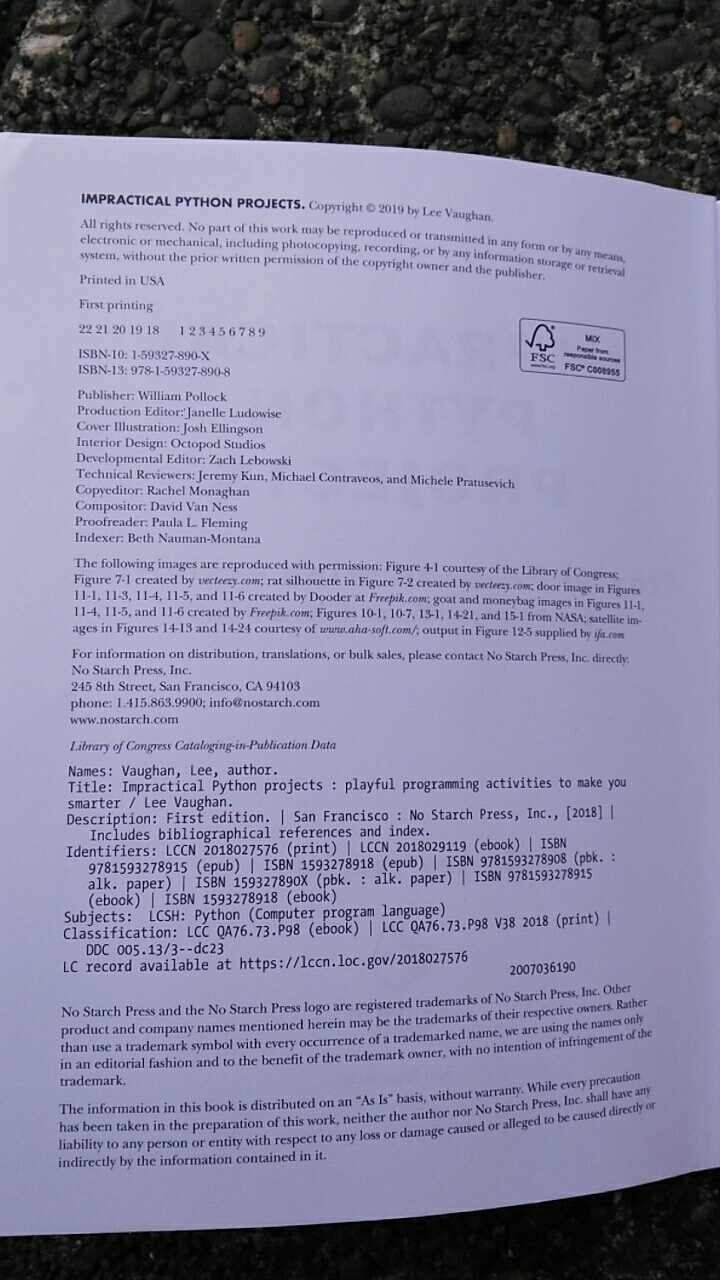 IMPRACTICAL PYTHON PROJECTS. Copyright © 2019 by Lee Vaughan.
All rights reserved. No part of this work may be reproduced or transmitted in any form or by any means,
electronic or mechanical, including photocopying, recording, or by any information storage or retrieval
system, without the prior written permission of the copyright owner and the publisher.
Printed in USA
First printing
22 21 20 19 18 1 2 3 4 5 6 7 8 9
ISBN-10: 1-59327-890-X
ISBN-13: 978-1-59327-890-8
FSC
www.fsc.org
MIX
Paper from
responsible sources
FSC® C008955
Publisher: William Pollock
Production Editor: Janelle Ludowise
Cover Illustration: Josh Ellingson
Interior Design: Octopod Studios
Developmental Editor: Zach Lebowski
Technical Reviewers: Jeremy Kun, Michael Contraveos, and Michele Pratusevich
Copyeditor: Rachel Monaghan
Compositor: David Van Ness
Proofreader: Paula L. Fleming
Indexer: Beth Nauman-Montana
The following images are reproduced with permission: Figure 4-1 courtesy of the Library of Congress;
Figure 7-1 created by vecteezy.com; rat silhouette in Figure 7-2 created by vecteezy.com; door image in Figures
11-1, 11-3, 11-4, 11-5, and 11-6 created by Dooder at Freepik.com; goat and moneybag images in Figures 11-1,
11-4, 11-5, and 11-6 created by Freepik.com; Figures 10-1, 10-7, 13-1, 14-21, and 15-1 from NASA; satellite im-
ages in Figures 14-13 and 14-24 courtesy of www.aha-soft.com/; output in Figure 12-5 supplied by ifa.com
For information on distribution, translations, or bulk sales, please contact No Starch Press, Inc. directly:
No Starch Press, Inc.
245 8th Street, San Francisco, CA 94103
phone: 1.415.863.9900; info@nostarch.com
www.nostarch.com
Library of Congress Cataloging-in-Publication Data
Names: Vaughan, Lee, author.
Title: Impractical Python projects : playful programming activities to make you
smarter / Lee Vaughan.
Description: First edition. | San Francisco : No Starch Press, Inc., [2018] |
Includes bibliographical references and index.
Identifiers: LCCN 2018027576 (print) | LCCN 2018029119 (ebook) | ISBN
9781593278915 (epub) | ISBN 1593278918 (epub) | ISBN 9781593278908 (pbk. :
alk. paper) | ISBN 159327890X (pbk. : alk. paper) | ISBN 9781593278915
(ebook) | ISBN 1593278918 (ebook)
Subjects: LCSH: Python (Computer program language)
Classification: LCC QA76.73.P98 (ebook) | LCC QA76.73.P98 V38 2018 (print) |
DDC 005.13/3--dc23
LC record available at https://lccn.loc.gov/2018027576
2007036190
No Starch Press and the No Starch Press logo are registered trademarks of No Starch Press, Inc. Other
product and company names mentioned herein may be the trademarks of their respective owners. Rather
than use a trademark symbol with every occurrence of a trademarked name, we are using the names only
in an editorial fashion and to the benefit of the trademark owner, with no intention of infringement of the
trademark.
The information in this book is distributed on an “As Is” basis, without warranty. While every precaution
has been taken in the preparation of this work, neither the author nor No Starch Press, Inc. shall have any
liability to any person or entity with respect to any loss or damage caused or alleged to be caused directly or
indirectly by the information contained in it.